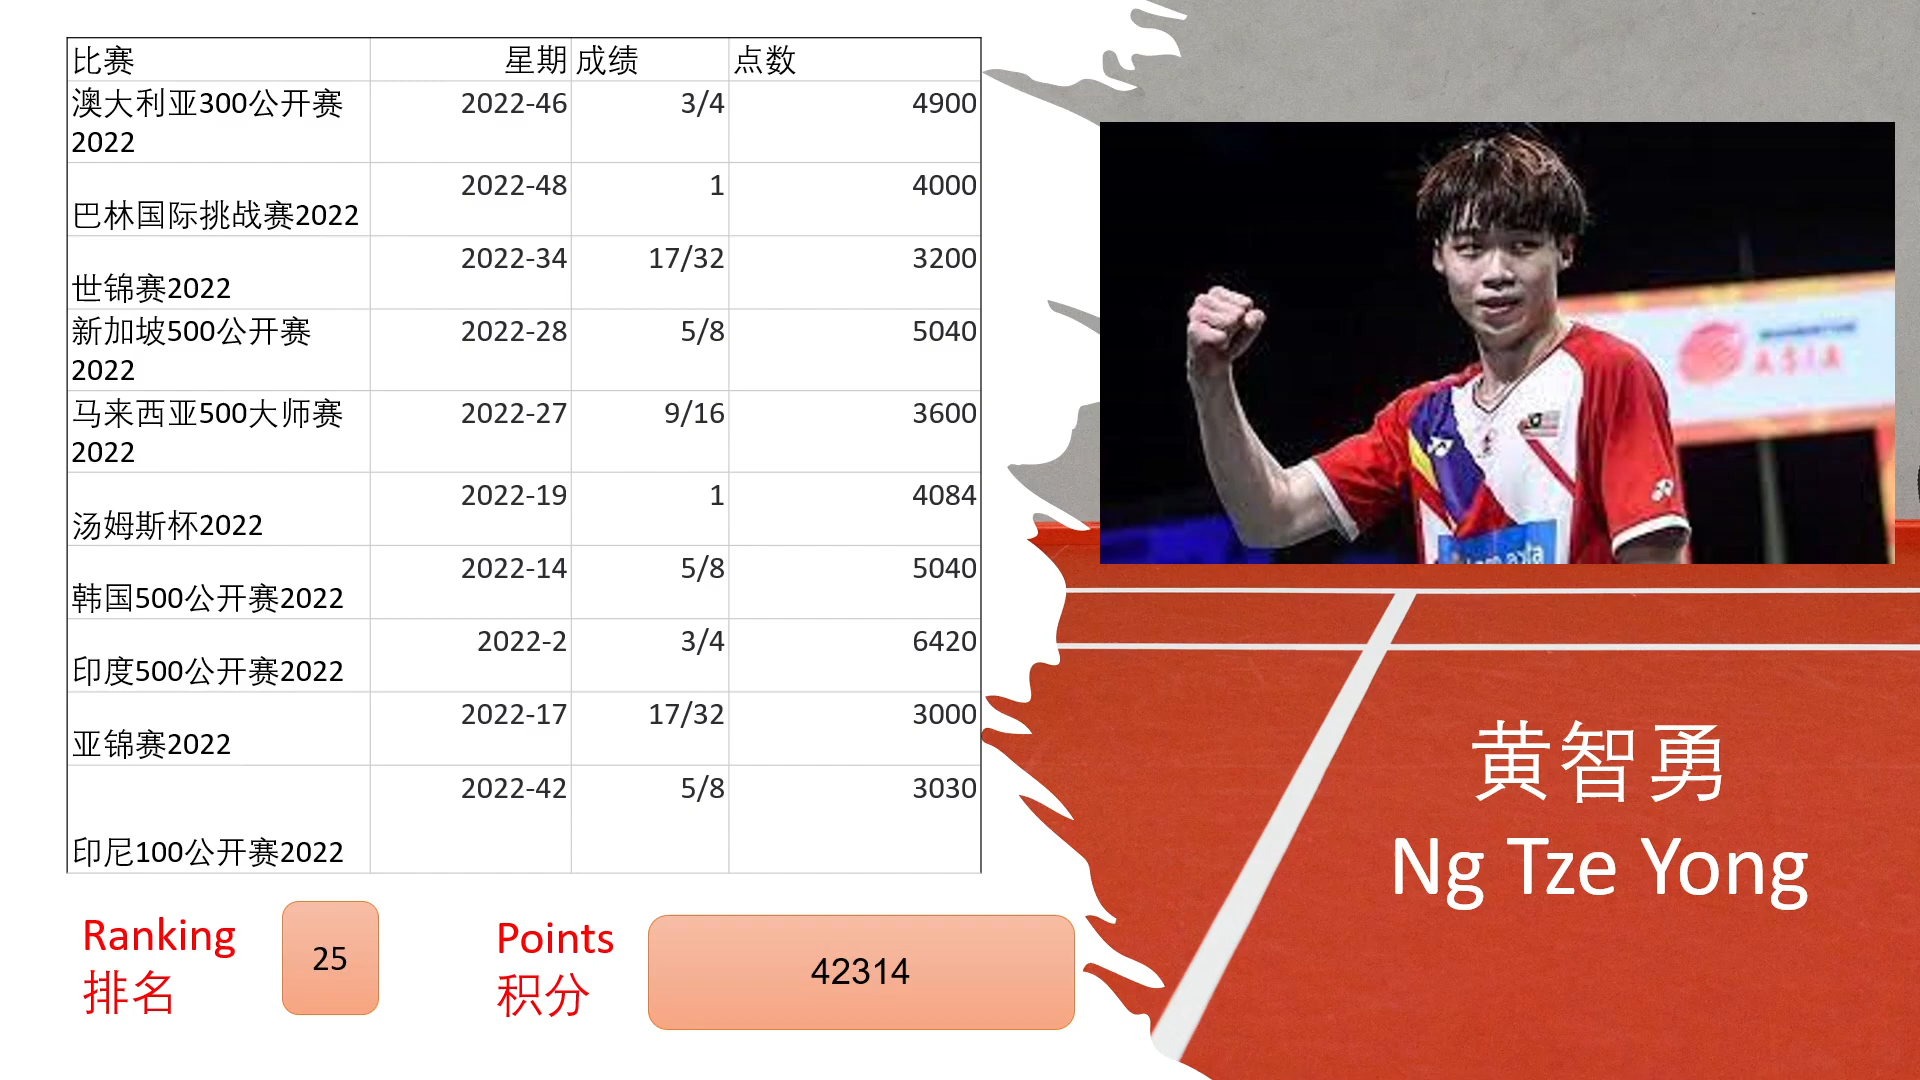 比赛 星期 成绩 点数
澳大利亚300公开赛 2022-46 3/4 4900
2022
巴林国际挑战赛2022 2022-48 1 4000
世锦赛2022 2022-34 17/32 3200
新加坡500公开赛 2022-28 5/8 5040
2022
马来西亚500大师赛 2022-27 9/16 3600
2022
汤姆斯杯2022 2022-19 1 4084
韩国500公开赛2022 2022-14 5/8 5040
印度500公开赛2022 2022-2 3/4 6420
亚锦赛2022 2022-17 17/32 3000
印尼100公开赛2022 2022-42 5/8 3030
Ranking
排名
25
Points
积分
42314
ASIA
黄智勇
Ng Tze Yong